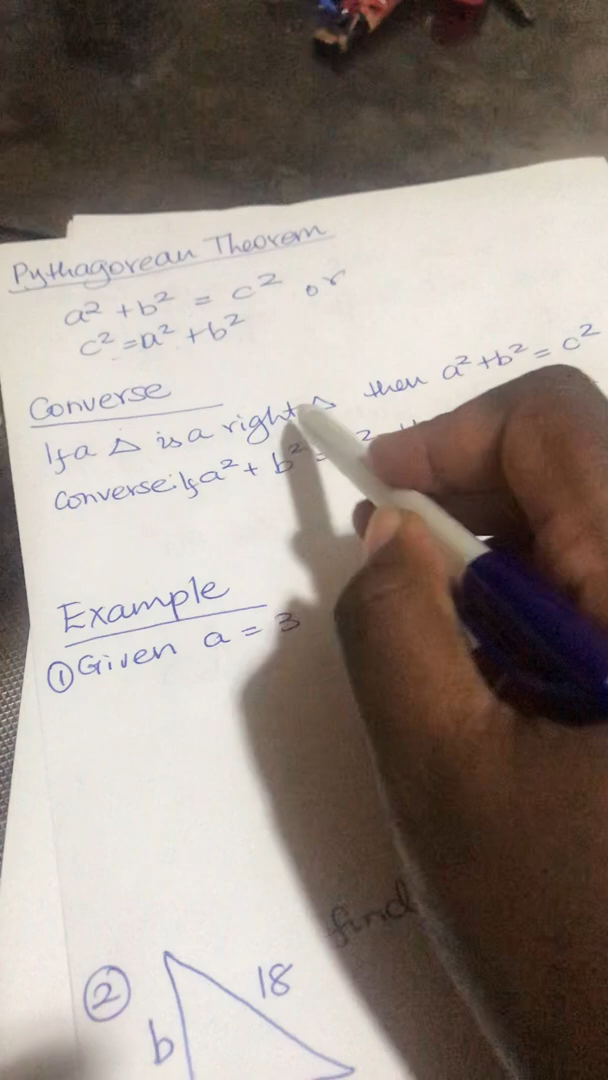 Pythagorean Theorem
a² + b² = c² or
c² = a² + b²
Converse
If a △ is a right △ then a² + b² = c²
Converse: If a² + b² =
Example
① Given a = 3
find
② 18
b